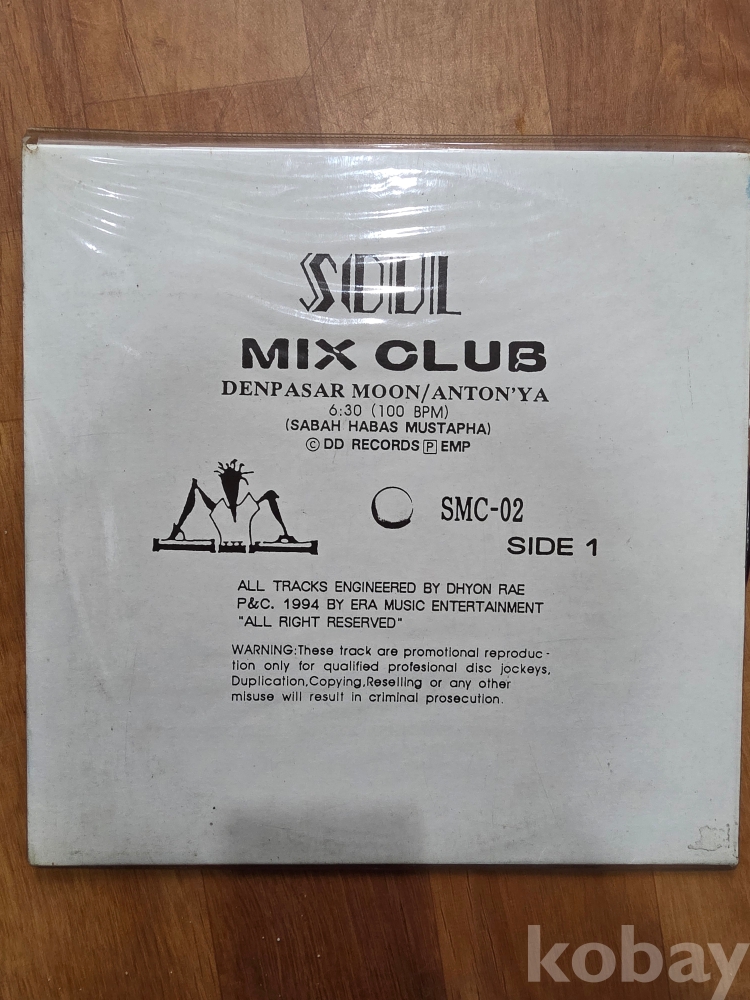 SOUL
MIX CLUB
DENPASAR MOON/ANTON'YA
6:30 (100 BPM)
(SABAH HABAS MUSTAPHA)
Ⓒ DD RECORDS 🄿 EMP
SMC-02
SIDE 1
ALL TRACKS ENGINEERED BY DHYON RAE
P&C. 1994 BY ERA MUSIC ENTERTAINMENT
"ALL RIGHT RESERVED"
WARNING:These track are promotional reproduc-
tion only for qualified profesional disc jockeys,
Duplication,Copying,Reselling or any other
misuse will result in criminal prosecution.
kobay